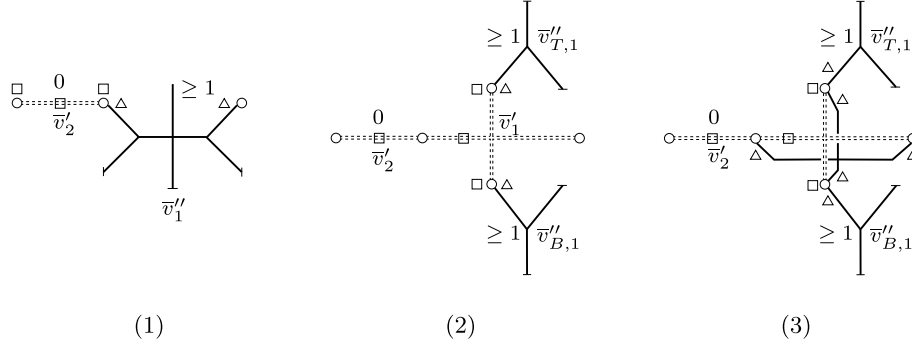 0
≥ 1
v̅′₂
v̅″₁
(1)
≥ 1 v̅″_{T,1}
v̅′₁
0
v̅′₂
≥ 1 v̅″_{B,1}
(2)
≥ 1 v̅″_{T,1}
0
v̅′₂
≥ 1 v̅″_{B,1}
(3)